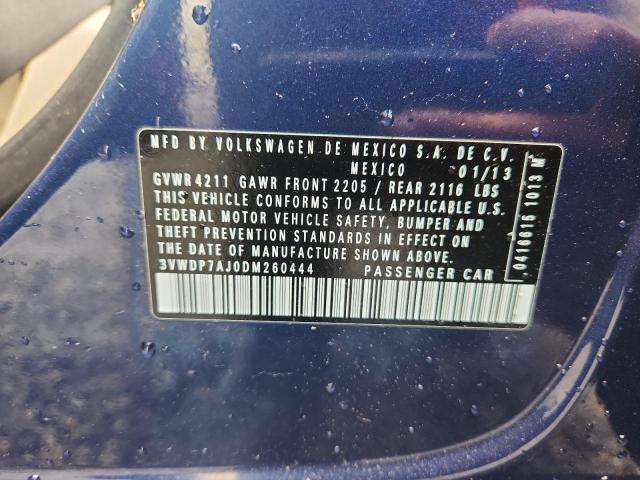 MFD BY VOLKSWAGEN DE MEXICO S.A. DE C.V.
MEXICO 01/13
GVWR 4211 GAWR FRONT 2205 / REAR 2116 LBS
THIS VEHICLE CONFORMS TO ALL APPLICABLE U.S.
FEDERAL MOTOR VEHICLE SAFETY, BUMPER AND
THEFT PREVENTION STANDARDS IN EFFECT ON
THE DATE OF MANUFACTURE SHOWN ABOVE.
3VWDP7AJ0DM260444 PASSENGER CAR
0416616 1013 M